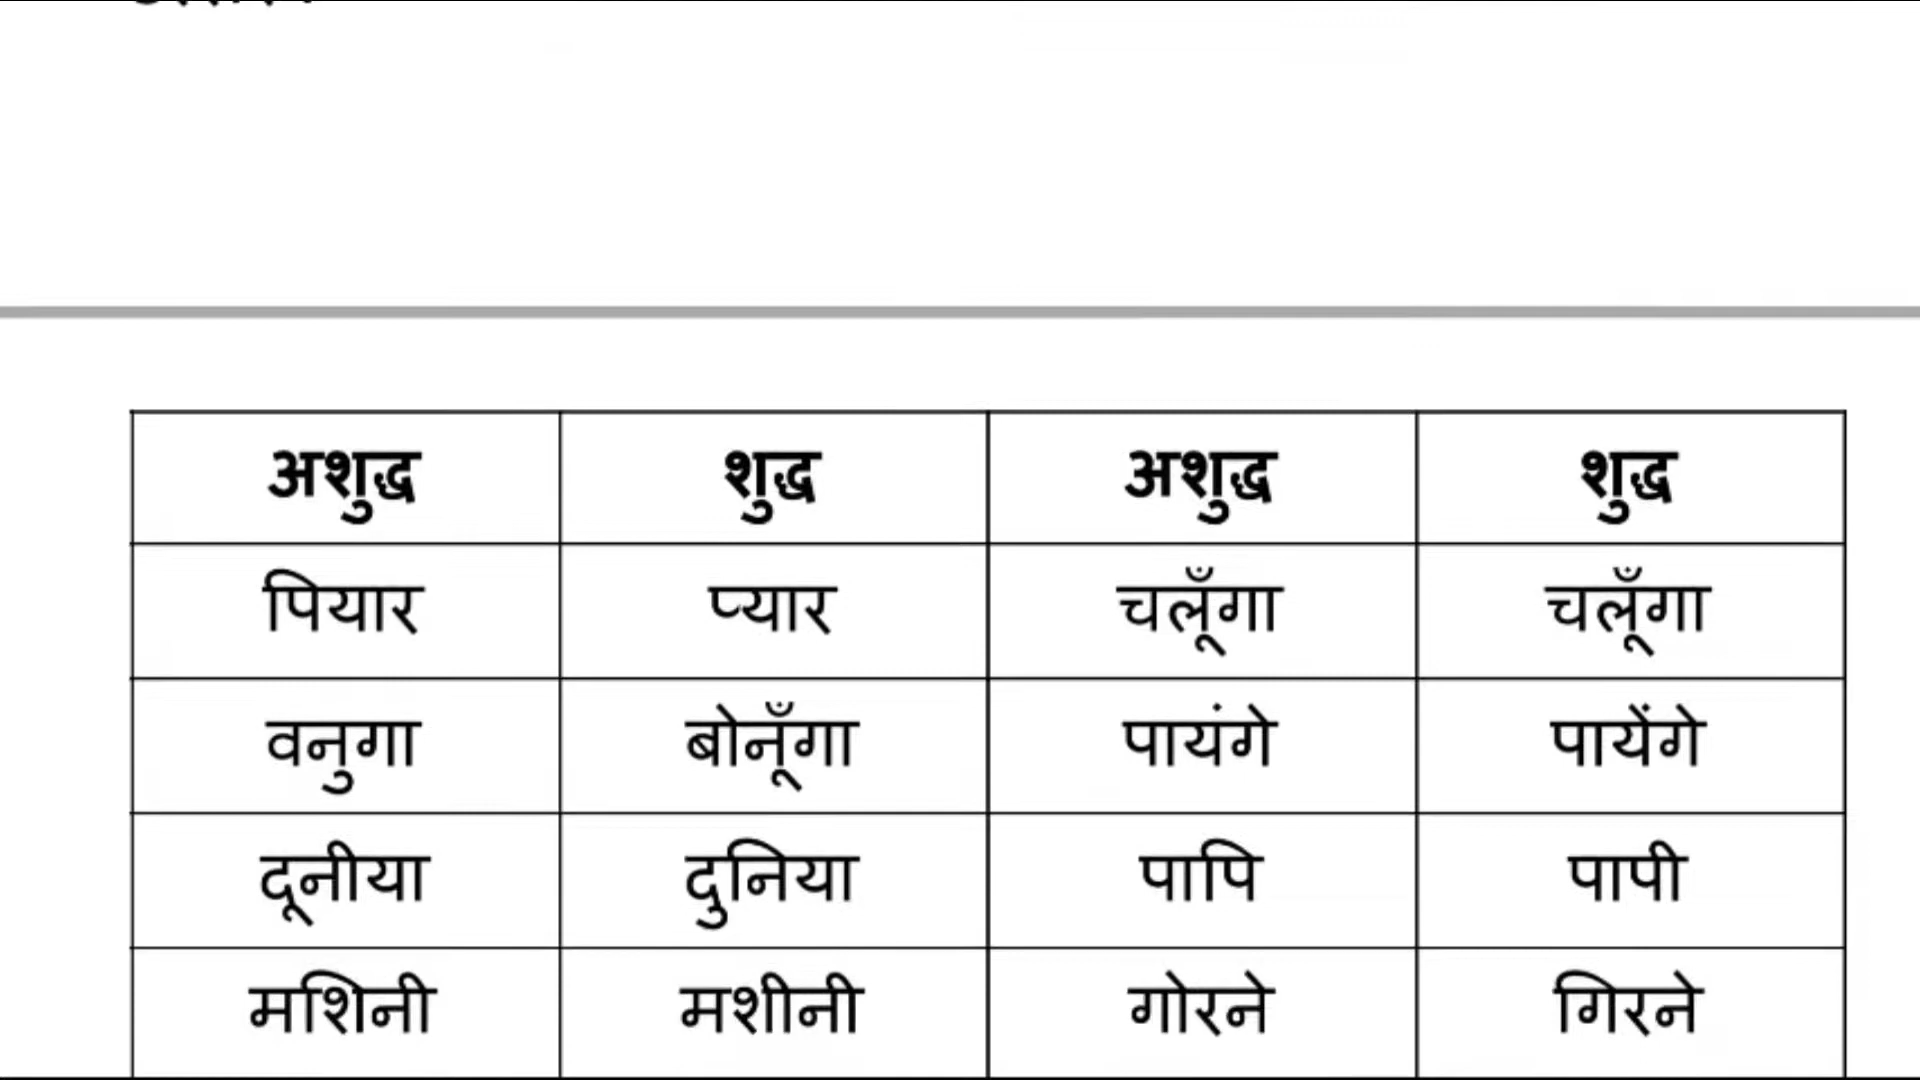 अशुद्ध शुद्ध अशुद्ध शुद्ध
पियार प्यार चलूँगा चलूँगा
वनुगा बोनूँगा पायंगे पायेंगे
दूनीया दुनिया पापि पापी
मशिनी मशीनी गोरने गिरने